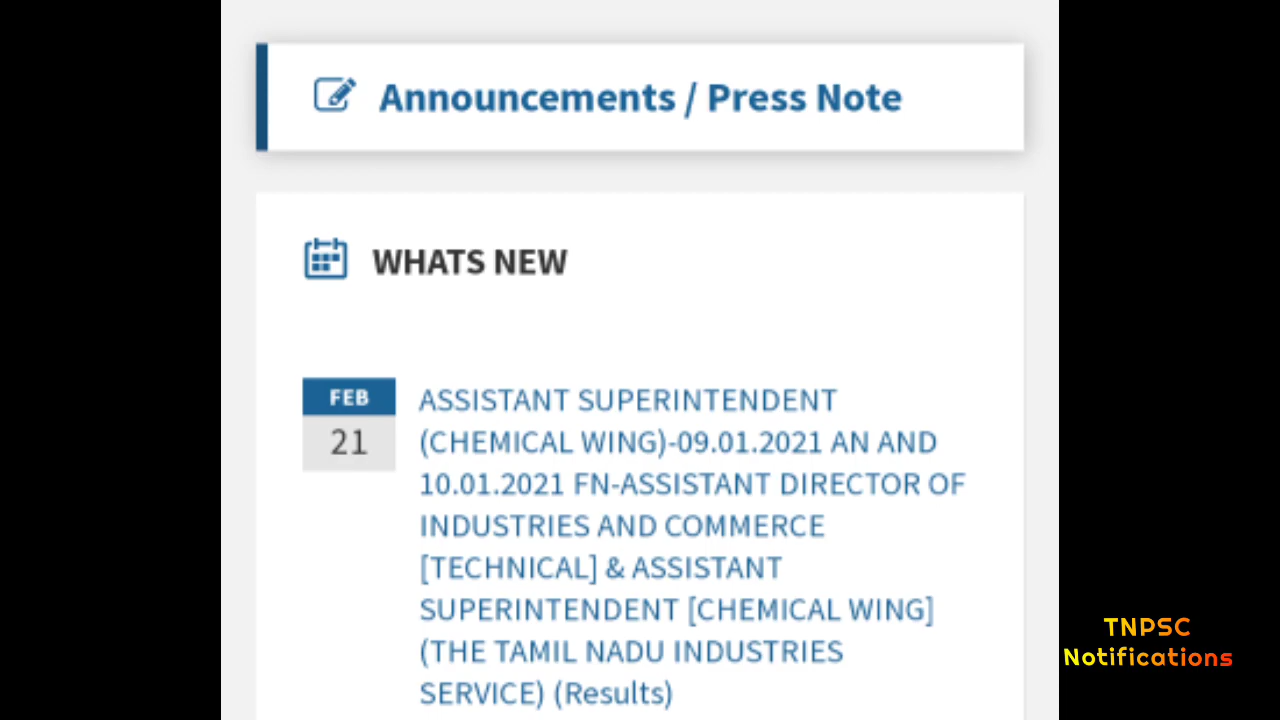 Announcements / Press Note
WHATS NEW
FEB
21
ASSISTANT SUPERINTENDENT
(CHEMICAL WING)-09.01.2021 AN AND
10.01.2021 FN-ASSISTANT DIRECTOR OF
INDUSTRIES AND COMMERCE
[TECHNICAL] & ASSISTANT
SUPERINTENDENT [CHEMICAL WING]
(THE TAMIL NADU INDUSTRIES
SERVICE) (Results)
TNPSC
Notifications